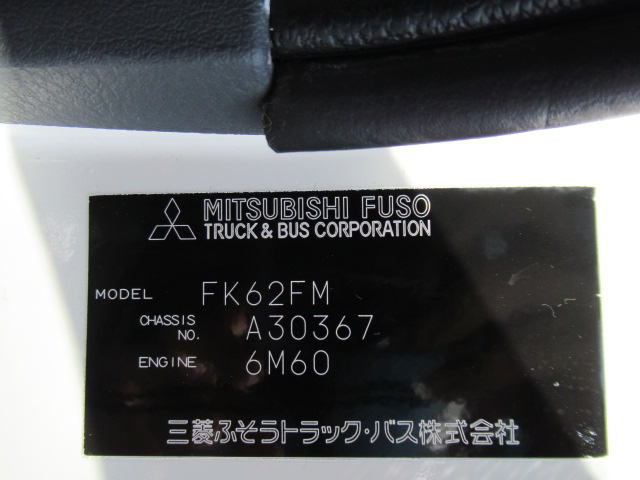 MITSUBISHI FUSO
TRUCK & BUS CORPORATION
MODEL FK62FM
CHASSIS NO. A30367
ENGINE 6M60
三菱ふそうトラック・バス株式会社